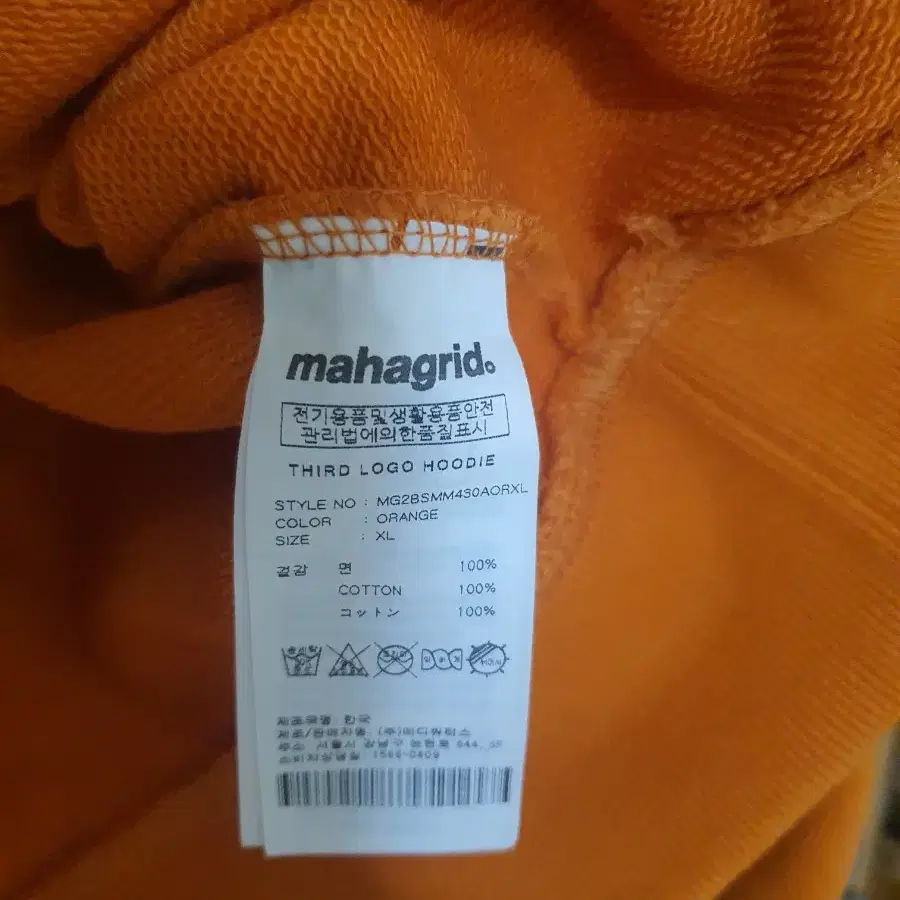 mahagrid.
전기용품및생활용품안전
관리법에의한품질표시
THIRD LOGO HOODIE
STYLE NO : MG2BSMM430AORXL
COLOR : ORANGE
SIZE : XL
겉감 면 100%
COTTON 100%
コットン 100%
제조국명 한국